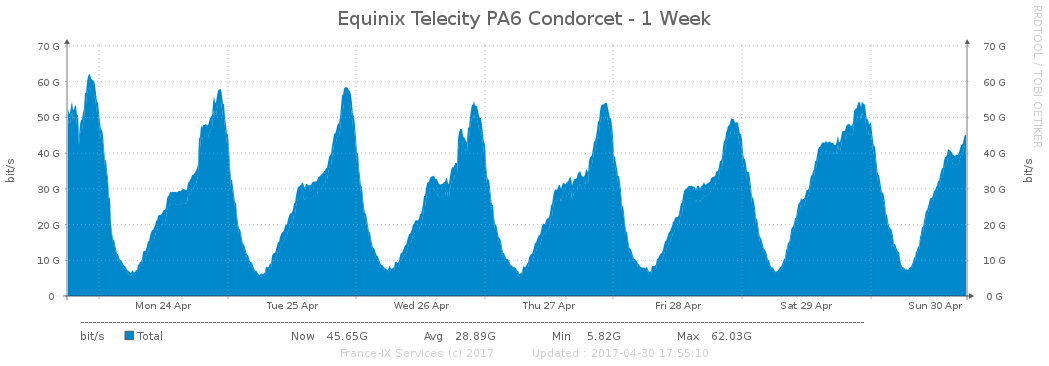 Equinix Telecity PA6 Condorcet - 1 Week
RRDTOOL / TOBI OETIKER
70 G 70 G
60 G 60 G
50 G 50 G
40 G 40 G
30 G 30 G
20 G 20 G
10 G 10 G
0 0 G
bit/s
bit/s
Mon 24 Apr Tue 25 Apr Wed 26 Apr Thu 27 Apr Fri 28 Apr Sat 29 Apr Sun 30 Apr
bit/s Total Now 45.65G Avg 28.89G Min 5.82G Max 62.03G
France-IX Services (c) 2017 Updated : 2017-04-30 17:55:10